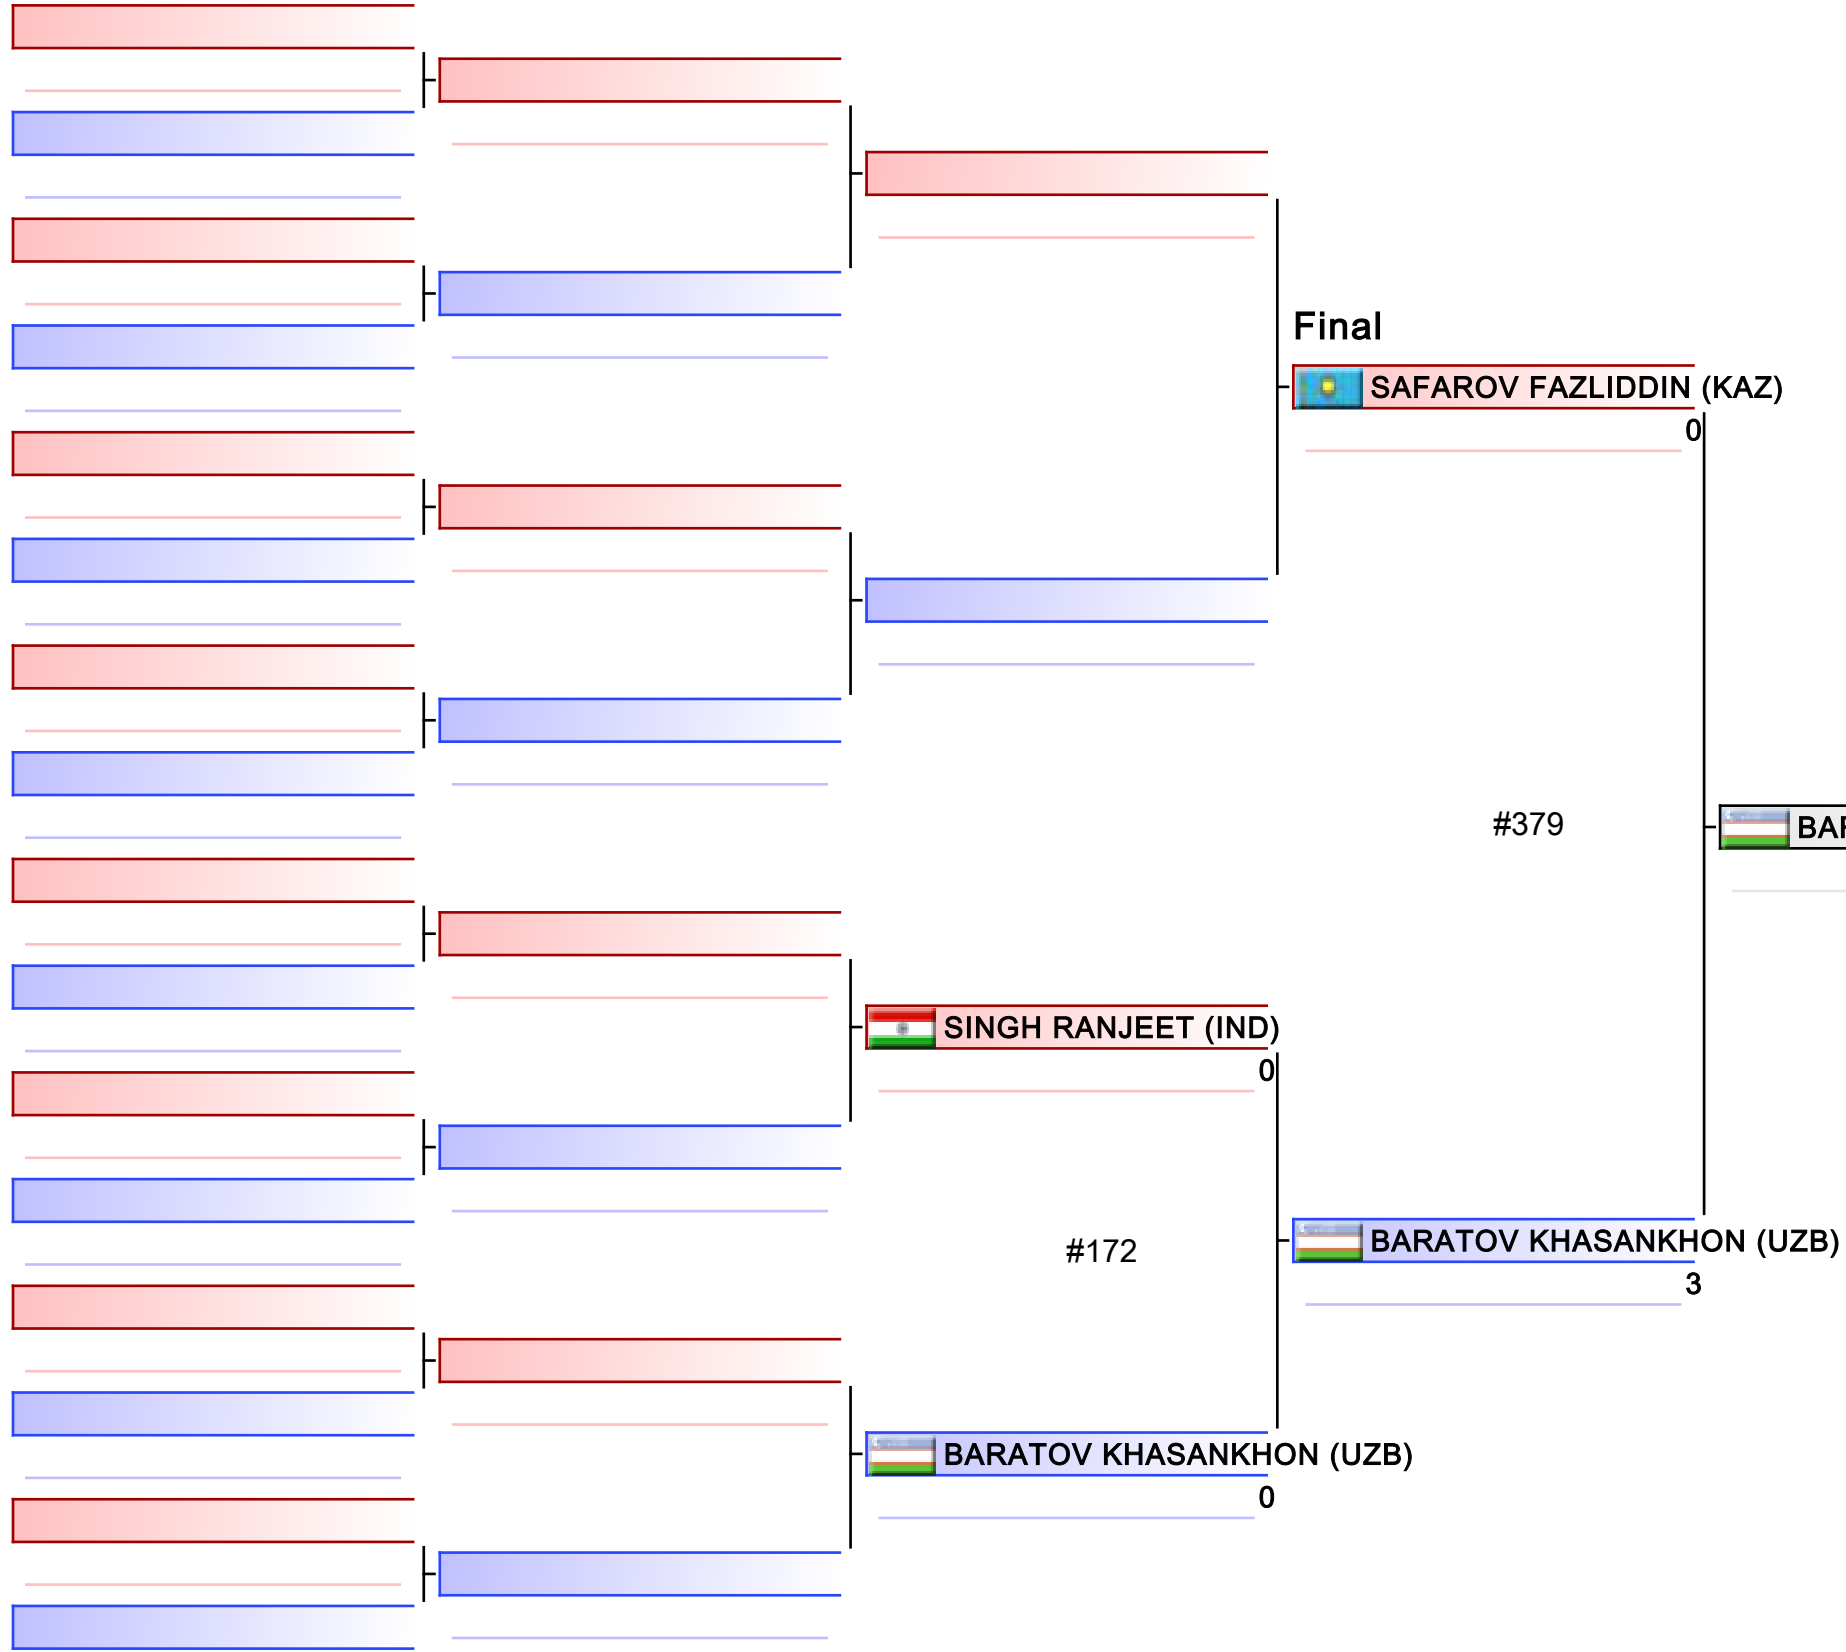 Final
SAFAROV FAZLIDDIN (KAZ)
0
#379
SINGH RANJEET (IND)
0
#172
BARATOV KHASANKHON (UZB)
3
BARATOV KHASANKHON (UZB)
0